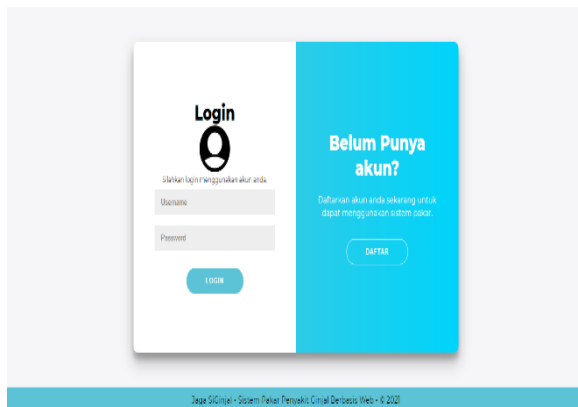 Login
Silahkan login menggunakan akun anda.
Username
Password
LOGIN
Belum Punya
akun?
Daftarkan akun anda sekarang untuk
dapat menggunakan sistem pakar.
DAFTAR
Jaga SiGinjal - Sistem Pakar Penyakit Ginjal Berbasis Web - © 2021